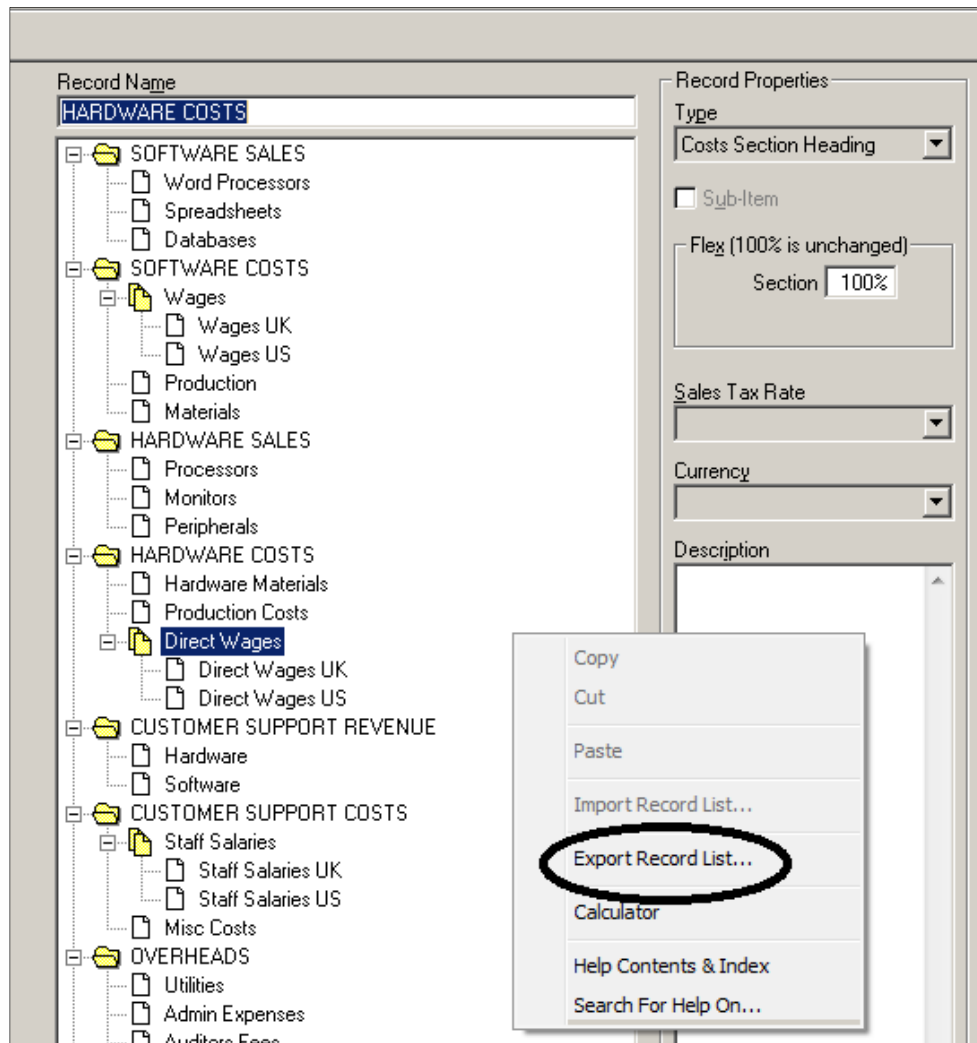 Record Name
HARDWARE COSTS
SOFTWARE SALES
Word Processors
Spreadsheets
Databases
SOFTWARE COSTS
Wages
Wages UK
Wages US
Production
Materials
HARDWARE SALES
Processors
Monitors
Peripherals
HARDWARE COSTS
Hardware Materials
Production Costs
Direct Wages
Direct Wages UK
Direct Wages US
CUSTOMER SUPPORT REVENUE
Hardware
Software
CUSTOMER SUPPORT COSTS
Staff Salaries
Staff Salaries UK
Staff Salaries US
Misc Costs
OVERHEADS
Utilities
Admin Expenses
Auditors Fees
Record Properties
Type
Costs Section Heading
Sub-Item
Flex (100% is unchanged)
Section 100%
Sales Tax Rate
Currency
Description
Copy
Cut
Paste
Import Record List...
Export Record List...
Calculator
Help Contents & Index
Search For Help On...